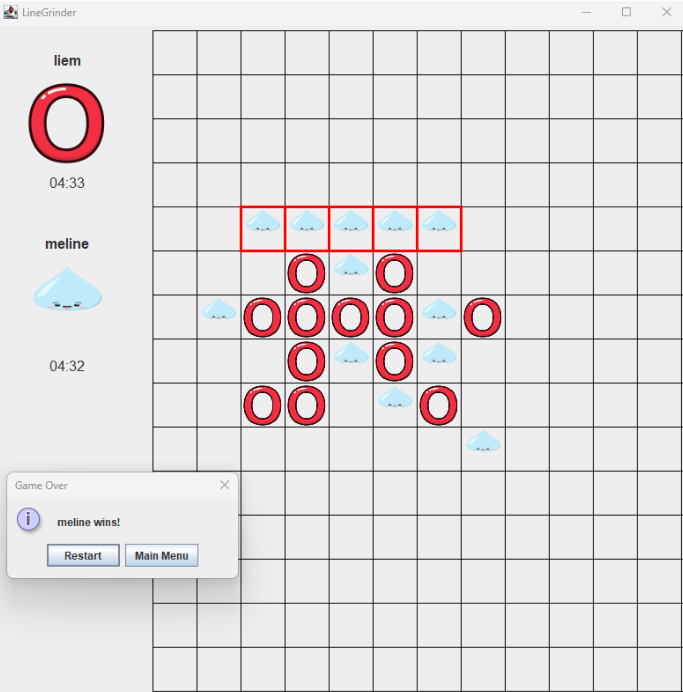 LineGrinder
liem
O
04:33
meline
04:32
O O
O O O O O
O O
O O O
Game Over
meline wins!
Restart Main Menu